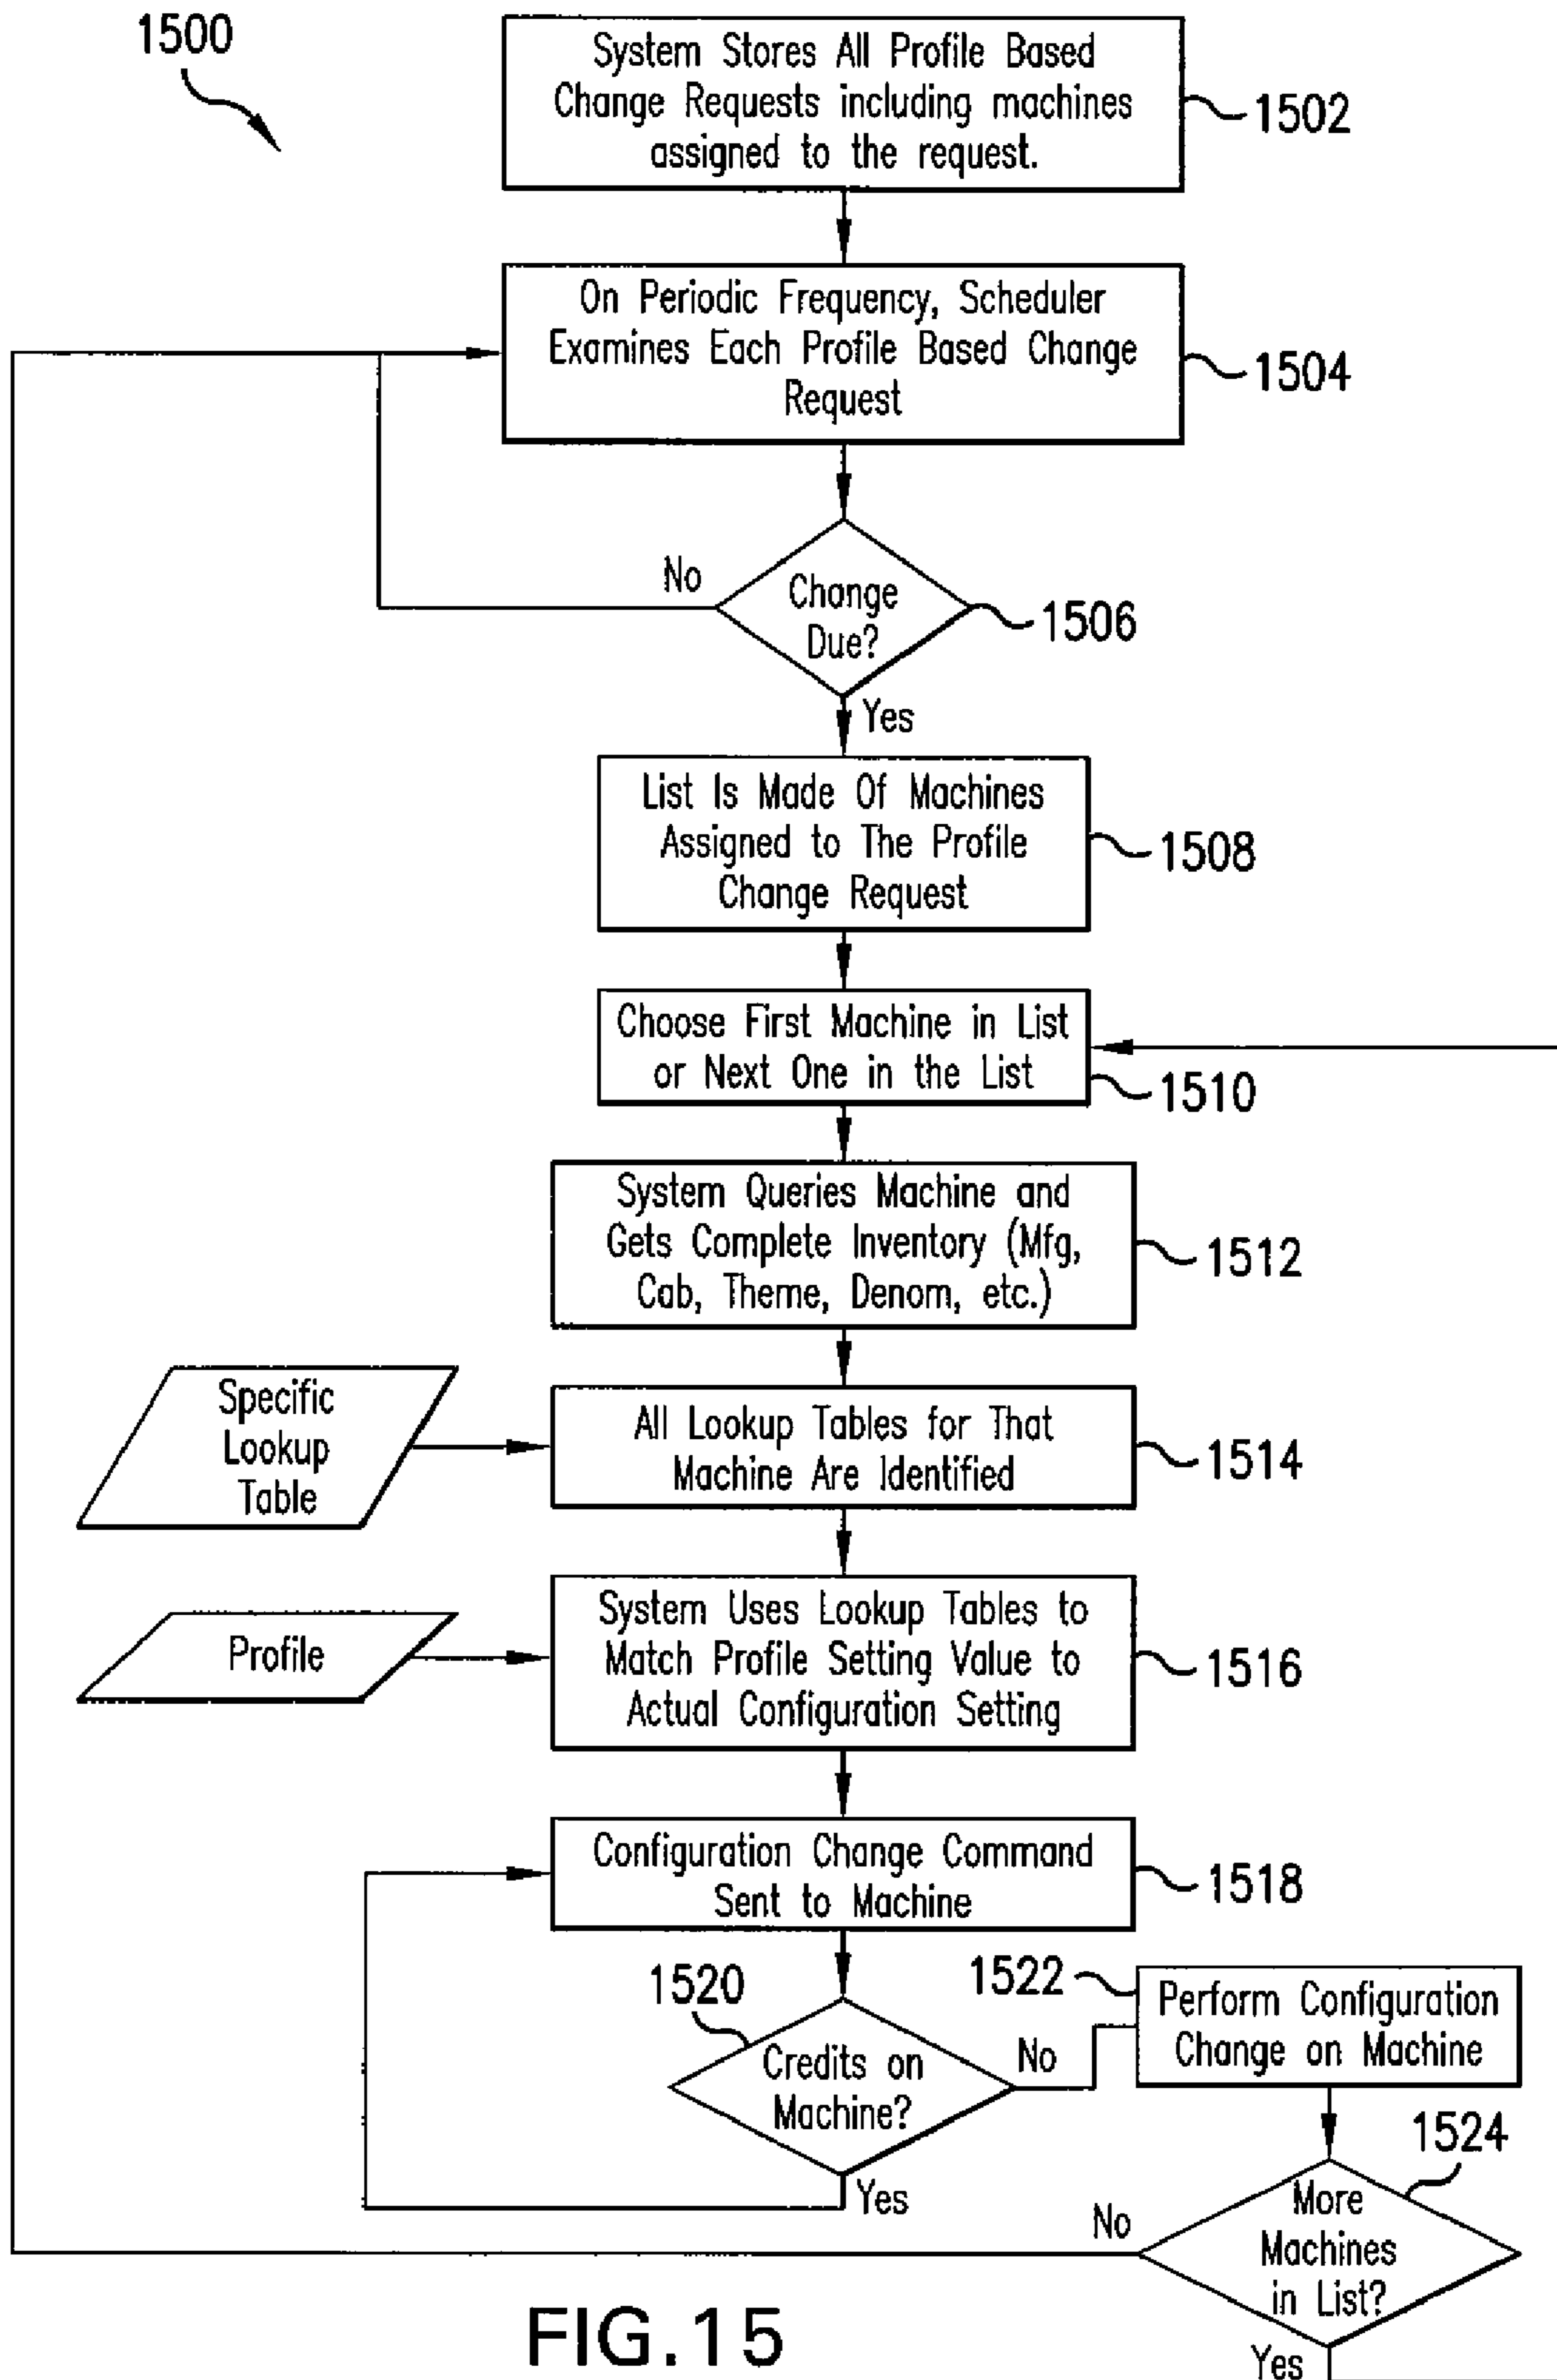 1500
System Stores All Profile Based
Change Requests including machines
assigned to the request.
1502
On Periodic Frequency, Scheduler
Examines Each Profile Based Change
Request
1504
No
Change
Due?
1506
Yes
List Is Made Of Machines
Assigned to The Profile
Change Request
1508
Choose First Machine in List
or Next One in the List
1510
System Queries Machine and
Gets Complete Inventory (Mfg,
Cab, Theme, Denom, etc.)
1512
Specific
Lookup
Table
All Lookup Tables for That
Machine Are Identified
1514
Profile
System Uses Lookup Tables to
Match Profile Setting Value to
Actual Configuration Setting
1516
Configuration Change Command
Sent to Machine
1518
1520
Credits on
Machine?
No
Yes
1522
Perform Configuration
Change on Machine
1524
More
Machines
in List?
No
Yes
FIG.15